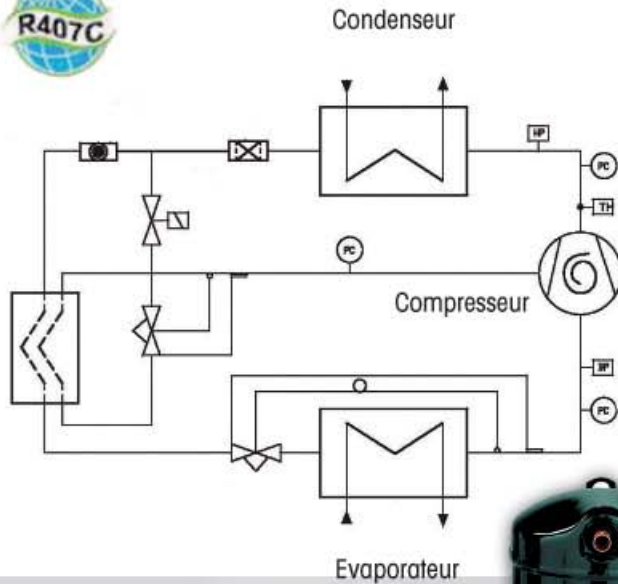 R407C
Condenseur
HP
PC
TH
PC
Compresseur
BP
PC
Evaporateur